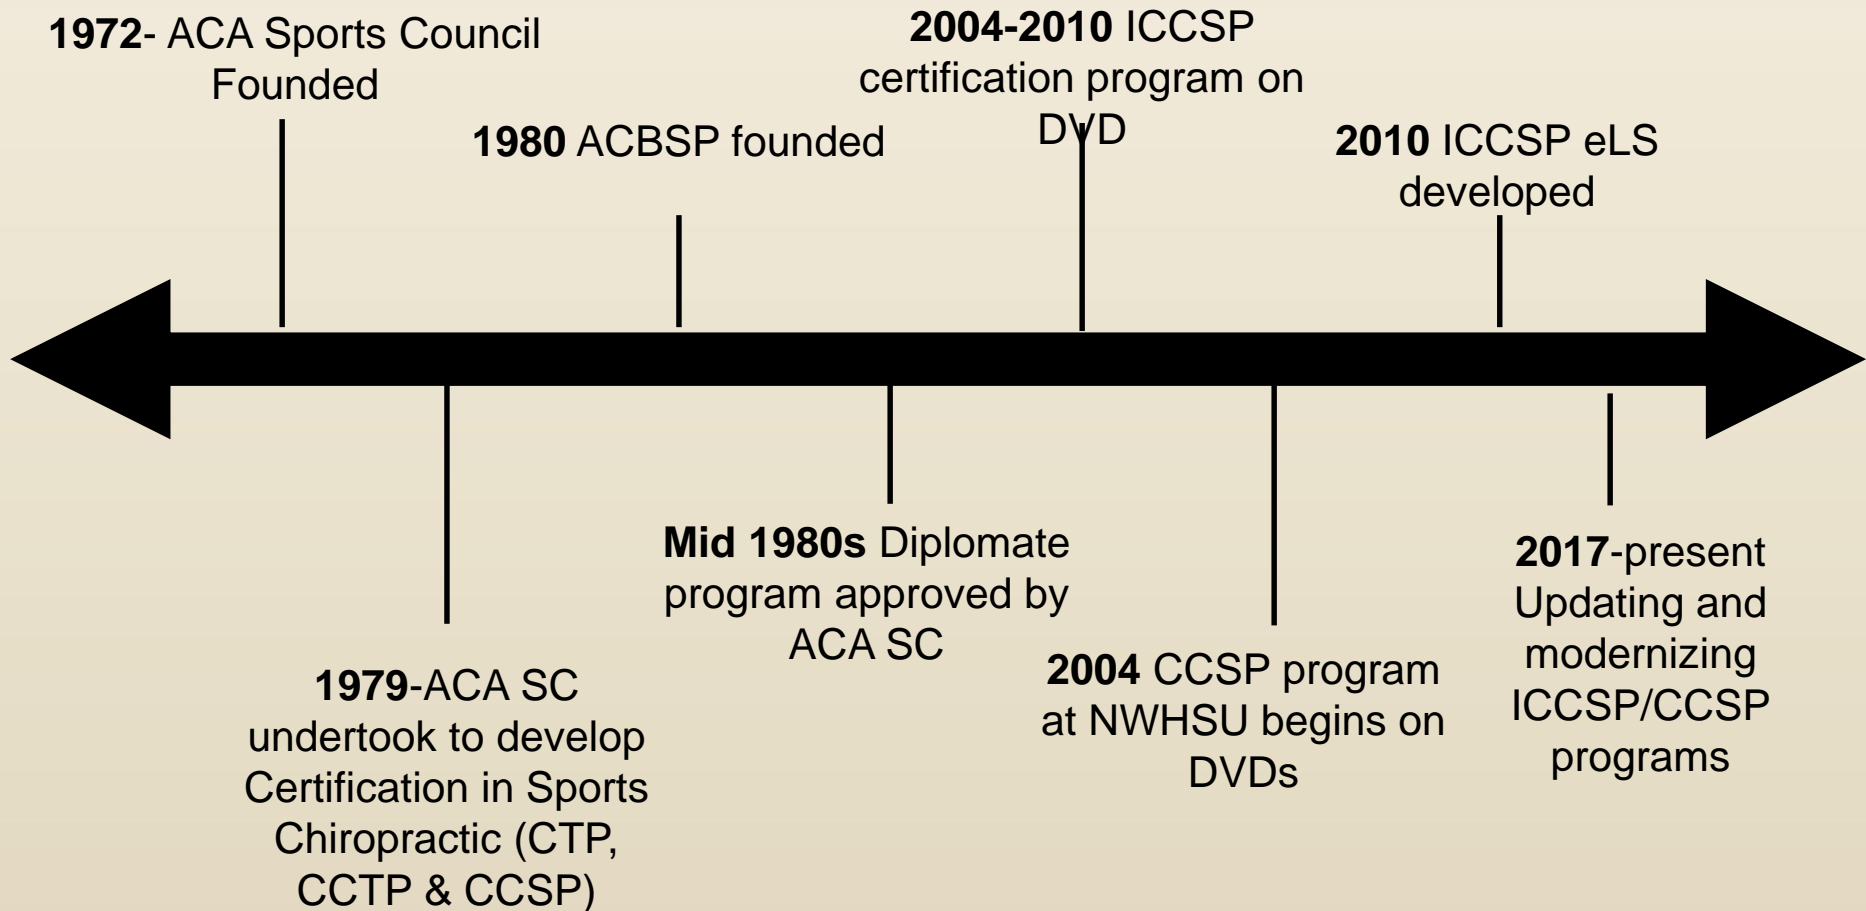 1972- ACA Sports Council
Founded
1980 ACBSP founded
2004-2010 ICCSP
certification program on
DVD
2010 ICCSP eLS
developed
1979-ACA SC
undertook to develop
Certification in Sports
Chiropractic (CTP,
CCTP & CCSP)
Mid 1980s Diplomate
program approved by
ACA SC
2004 CCSP program
at NWHSU begins on
DVDs
2017-present
Updating and
modernizing
ICCSP/CCSP
programs